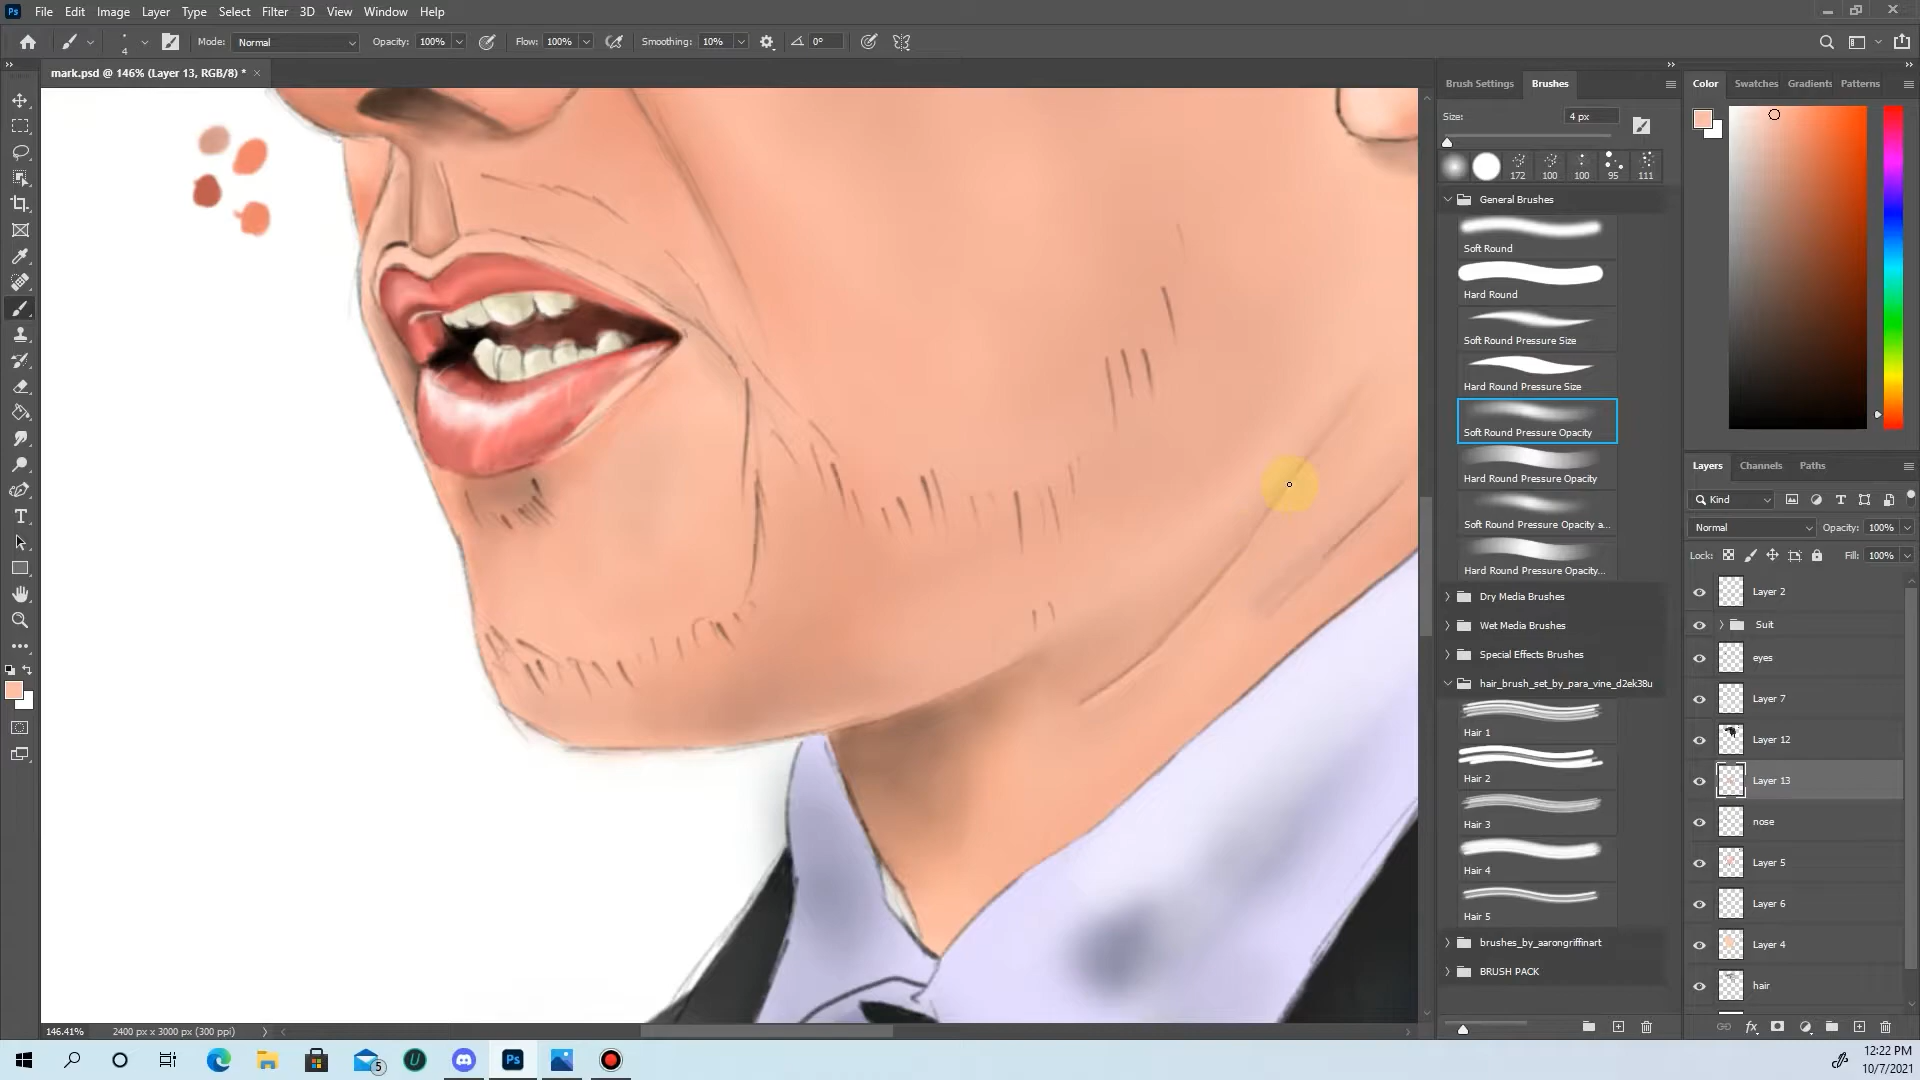 Ps File Edit Image Layer Type Select Filter 3D View Window Help
4 Mode: Normal Opacity: 100% Flow: 100% Smoothing: 10% 0°
mark.psd @ 146% (Layer 13, RGB/8) *
Brush Settings Brushes
Size: 4 px
172 100 100 95 111
General Brushes
Soft Round
Hard Round
Soft Round Pressure Size
Hard Round Pressure Size
Soft Round Pressure Opacity
Hard Round Pressure Opacity
Soft Round Pressure Opacity a...
Hard Round Pressure Opacity...
Dry Media Brushes
Wet Media Brushes
Special Effects Brushes
hair_brush_set_by_para_vine_d2ek38u
Hair 1
Hair 2
Hair 3
Hair 4
Hair 5
brushes_by_aarongriffinart
BRUSH PACK
Color Swatches Gradients Patterns
Layers Channels Paths
Kind
Normal Opacity: 100%
Lock: Fill: 100%
Layer 2
Suit
eyes
Layer 7
Layer 12
Layer 13
nose
Layer 5
Layer 6
Layer 4
hair
146.41% 2400 px x 3000 px (300 ppi)
5
U
Ps
12:22 PM
10/7/2021